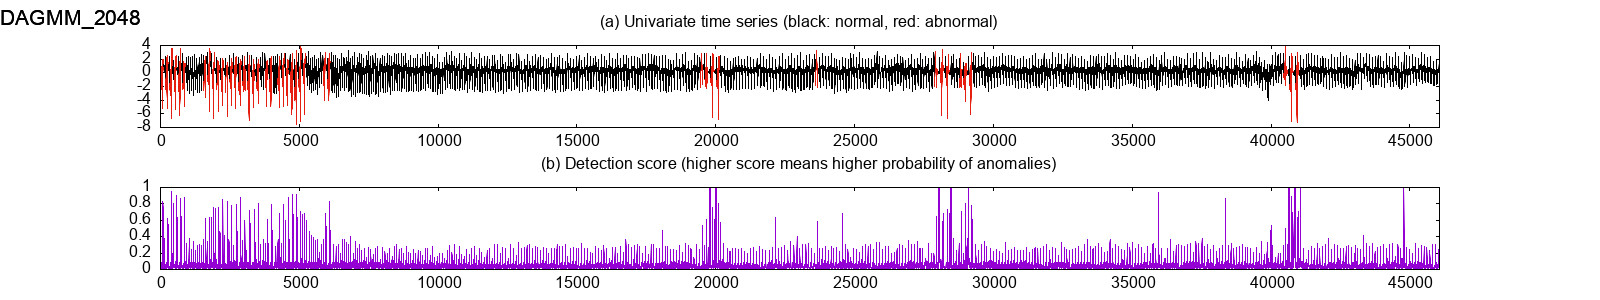 DAGMM_2048
(a) Univariate time series (black: normal, red: abnormal)
4
2
0
-2
-4
-6
-8
0 5000 10000 15000 20000 25000 30000 35000 40000 45000
(b) Detection score (higher score means higher probability of anomalies)
1
0.8
0.6
0.4
0.2
0
0 5000 10000 15000 20000 25000 30000 35000 40000 45000